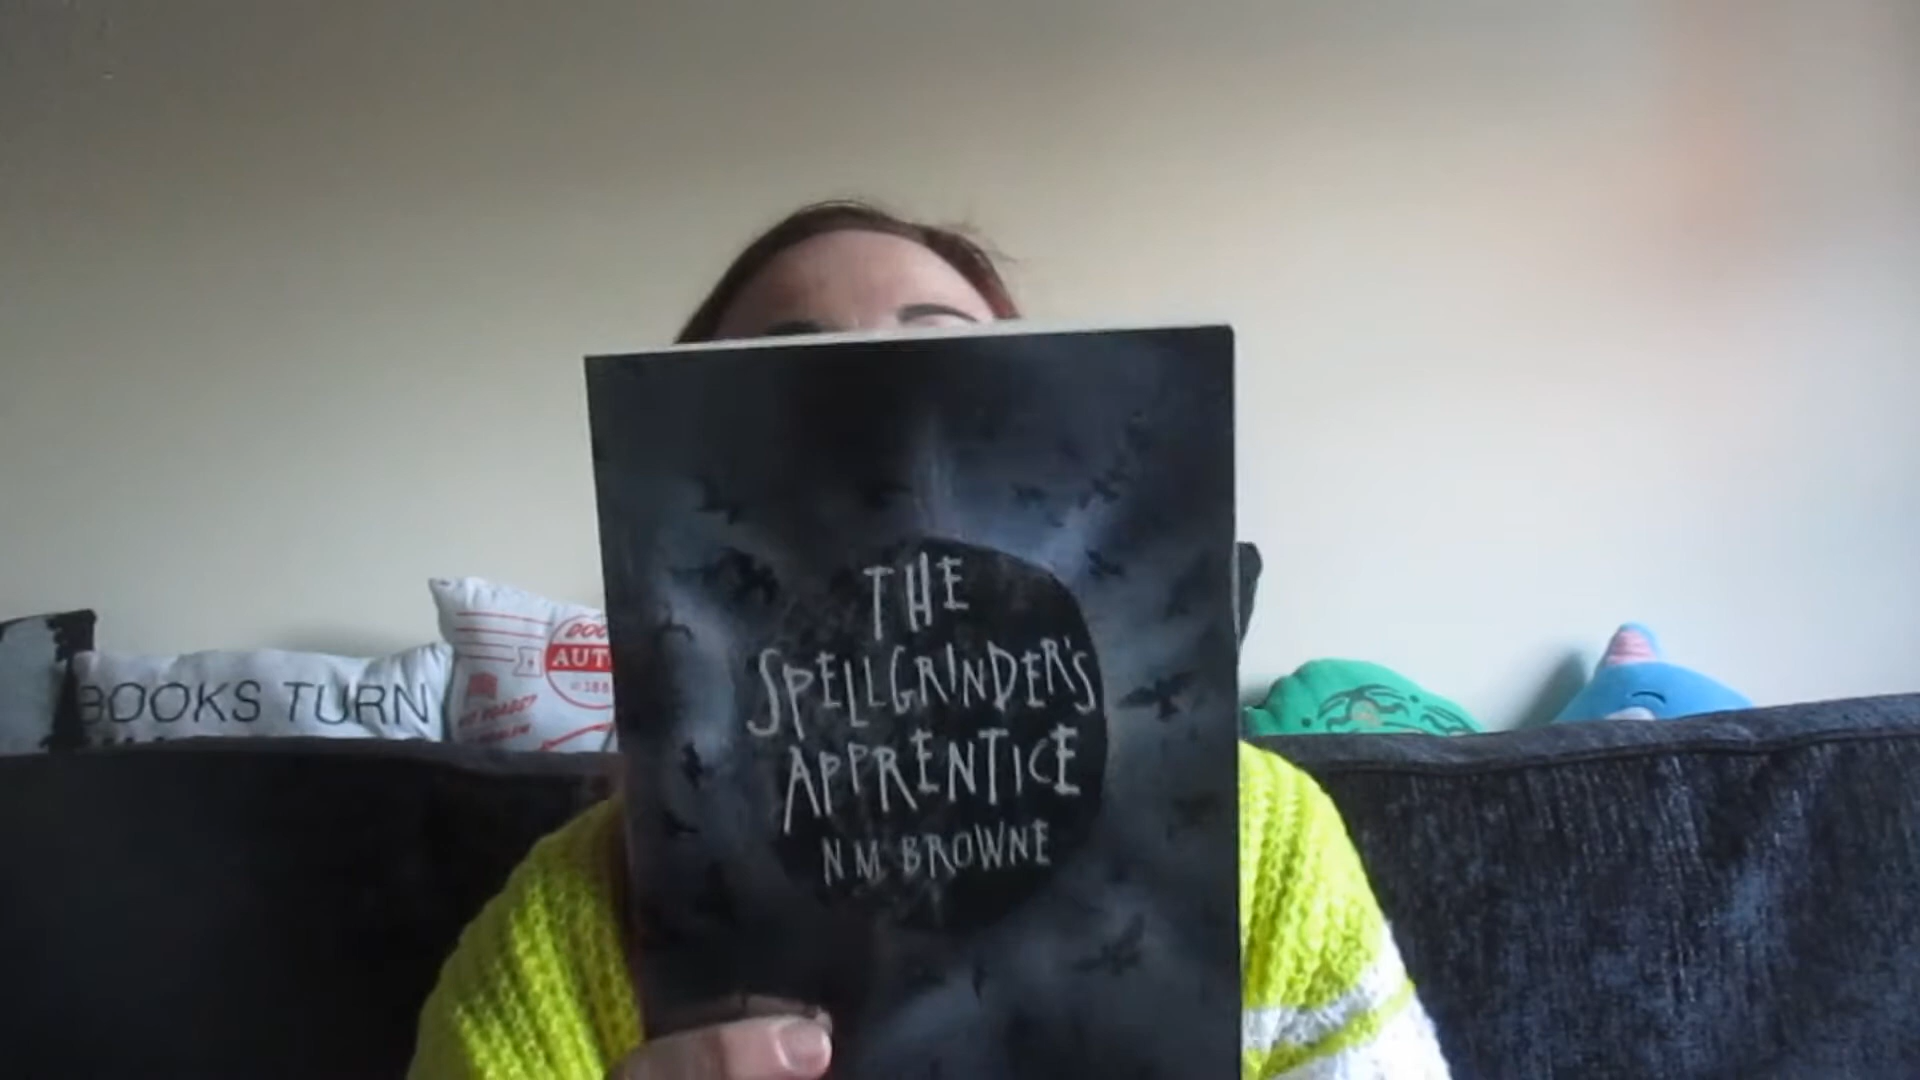 THE
SPELLGRINDER'S
APPRENTICE
N M BROWNE
BOOKS TURN
AUT